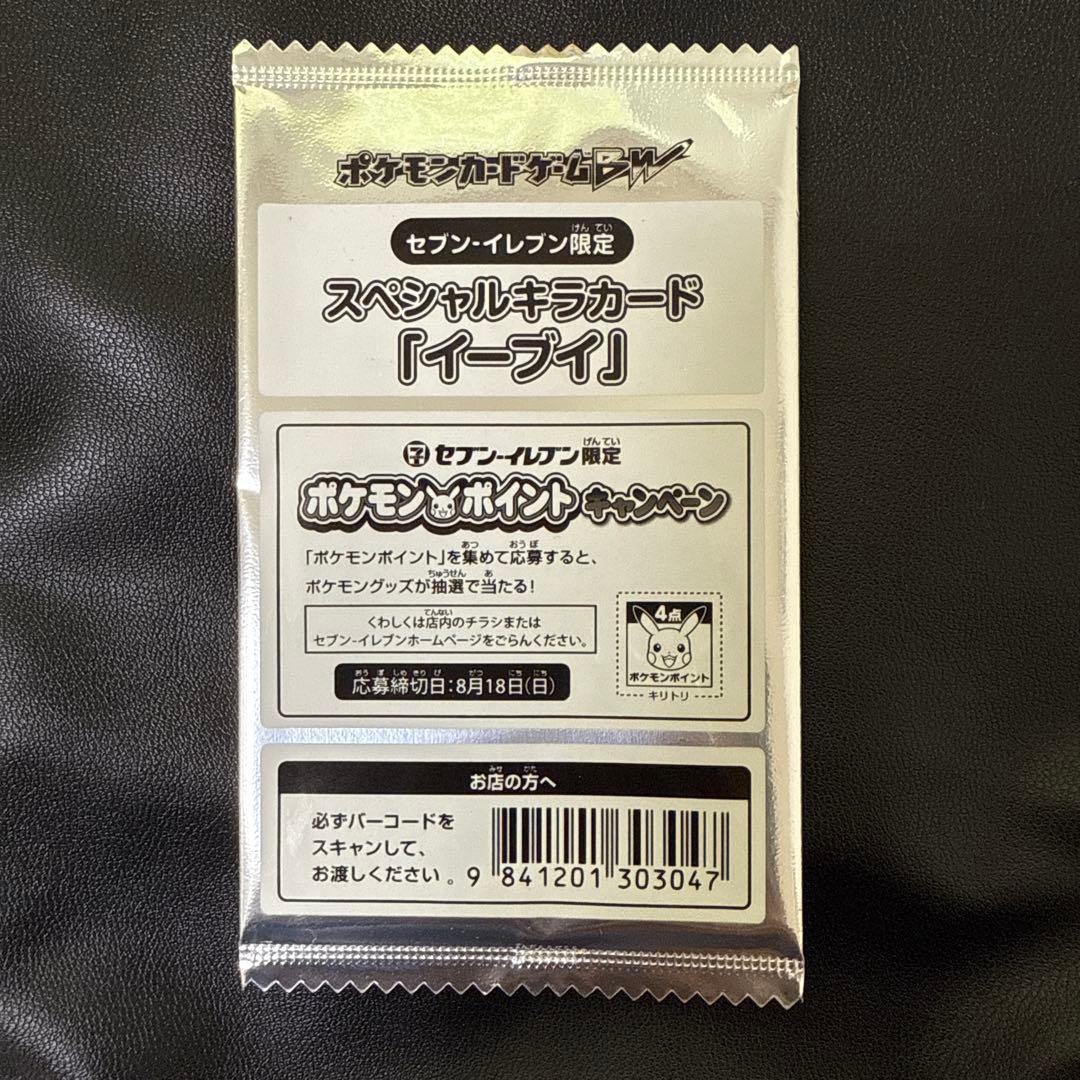 ポケモンカードゲームBW
げん てい
セブン-イレブン限定
スペシャルキラカード
「イーブイ」
げんてい
セブン-イレブン限定
ポケモンポイントキャンペーン
あつ おう ぼ
「ポケモンポイント」を集めて応募すると、
ちゅうせん あ
ポケモングッズが抽選で当たる!
てんない
くわしくは店内のチラシまたは
セブン-イレブンホームページをごらんください。
おう ぼ しめ きり び がつ にち にち
応募締切日:8月18日(日)
4点
ポケモンポイント
キリトリ
みせ かた
お店の方へ
必ずバーコードを
スキャンして、
お渡しください。
9 841201 303047